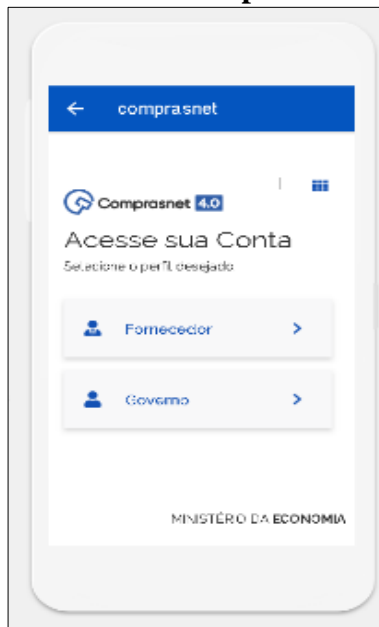 comprasnet
Comprasnet 4.0
Acesse sua Conta
Selecione o perfil desejado
Fornecedor
Governo
MINISTÉRIO DA ECONOMIA